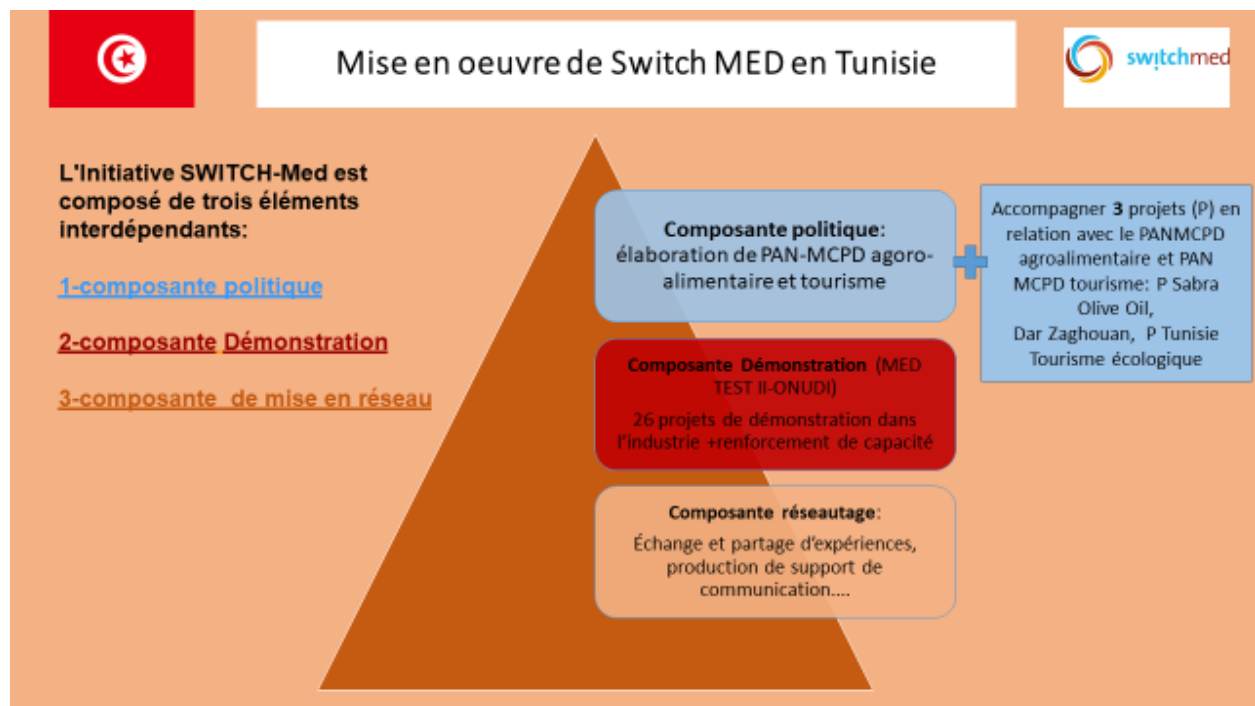 Mise en oeuvre de Switch MED en Tunisie
switchmed
L'Initiative SWITCH-Med est
composé de trois éléments
interdépendants:
1-composante politique
2-composante Démonstration
3-composante de mise en réseau
Composante politique:
élaboration de PAN-MCPD agoro-
alimentaire et tourisme
Accompagner 3 projets (P) en
relation avec le PANMCPD
agroalimentaire et PAN
MCPD tourisme: P Sabra
Olive Oil,
Dar Zaghouan, P Tunisie
Tourisme écologique
Composante Démonstration (MED
TEST II-ONUDI)
26 projets de démonstration dans
l'industrie +renforcement de capacité
Composante réseautage:
Échange et partage d'expériences,
production de support de
communication....